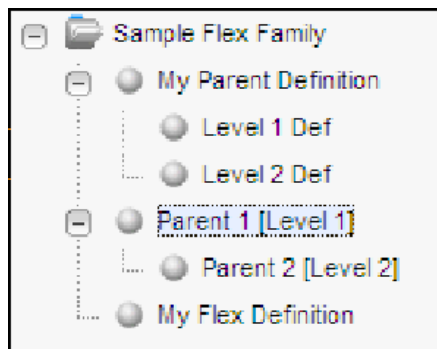 Sample Flex Family
My Parent Definition
Level 1 Def
Level 2 Def
Parent 1 [Level 1]
Parent 2 [Level 2]
My Flex Definition